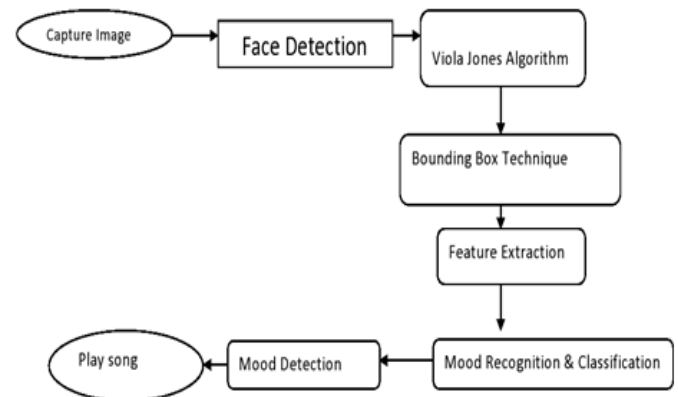 Capture Image
Face Detection
Viola Jones Algorithm
Bounding Box Technique
Feature Extraction
Mood Recognition & Classification
Mood Detection
Play song